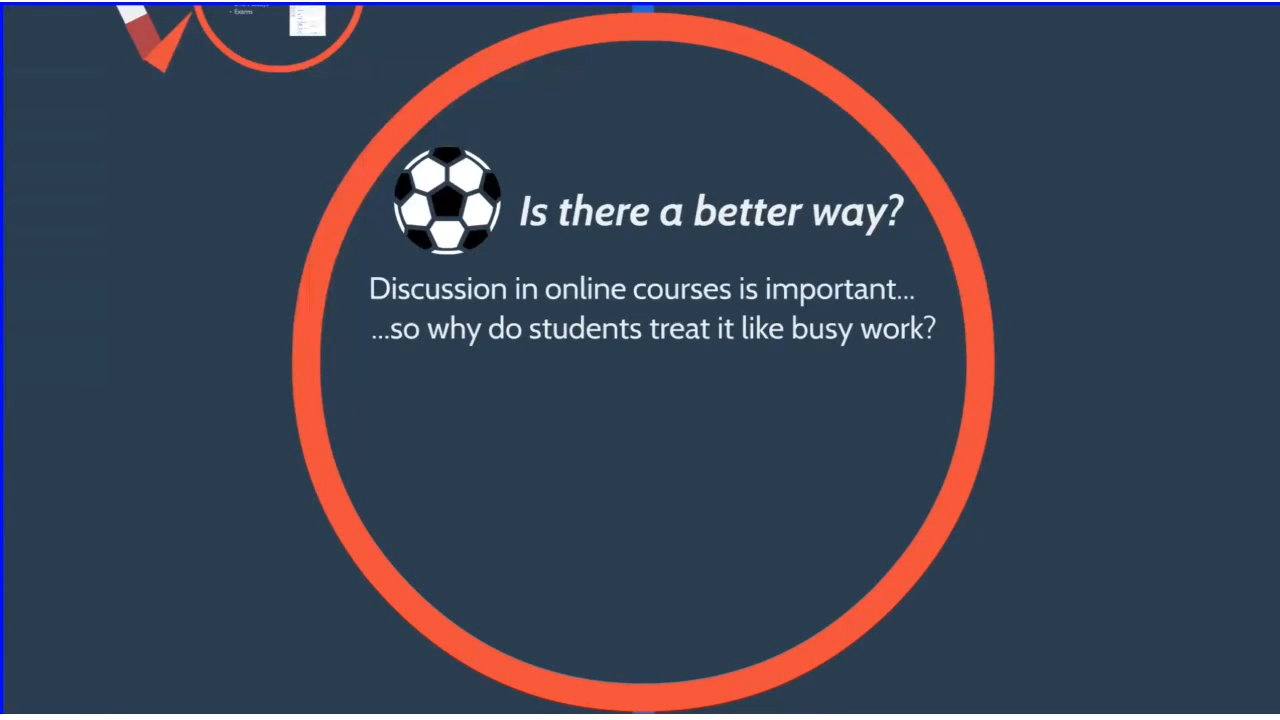 - Exams
Is there a better way?
Discussion in online courses is important...
...so why do students treat it like busy work?